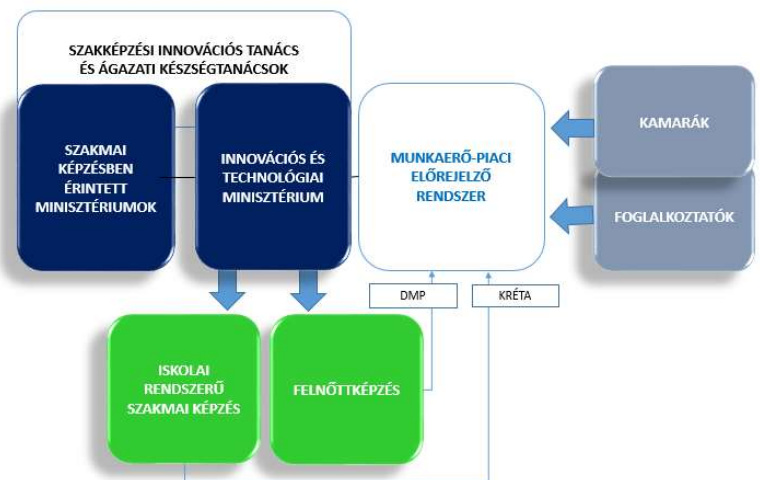 SZAKKÉPZÉSI INNOVÁCIÓS TANÁCS
ÉS ÁGAZATI KÉSZSÉGTANÁCSOK
SZAKMAI
KÉPZÉSBEN
ÉRINTETT
MINISZTÉRIUMOK
INNOVÁCIÓS ÉS
TECHNOLÓGIAI
MINISZTÉRIUM
MUNKAERŐ-PIACI
ELŐREJELZŐ
RENDSZER
KAMARÁK
FOGLALKOZTATÓK
DMP
KRÉTA
ISKOLAI
RENDSZERŰ
SZAKMAI KÉPZÉS
FELNŐTTKÉPZÉS